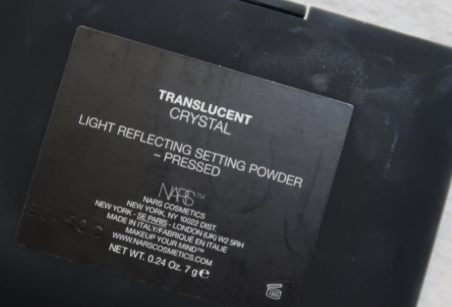 TRANSLUCENT
CRYSTAL
LIGHT REFLECTING SETTING POWDER
– PRESSED
NARS™
NARS COSMETICS
NEW YORK, NY 10022 DIST.
NEW YORK - SE PARIS - LONDON (UK) W2 5RH
MADE IN ITALY/FABRIQUÉ EN ITALIE
MAKEUP YOUR MIND™
WWW.NARSCOSMETICS.COM
NET WT. 0.24 Oz. 7 g ℮